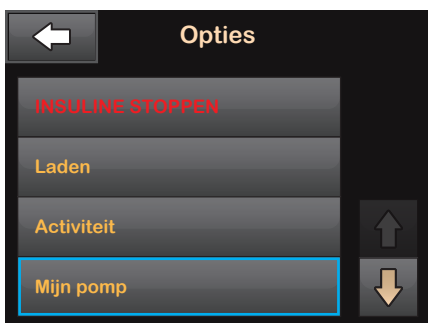 Opties
INSULINE STOPPEN
Laden
Activiteit
Mijn pomp